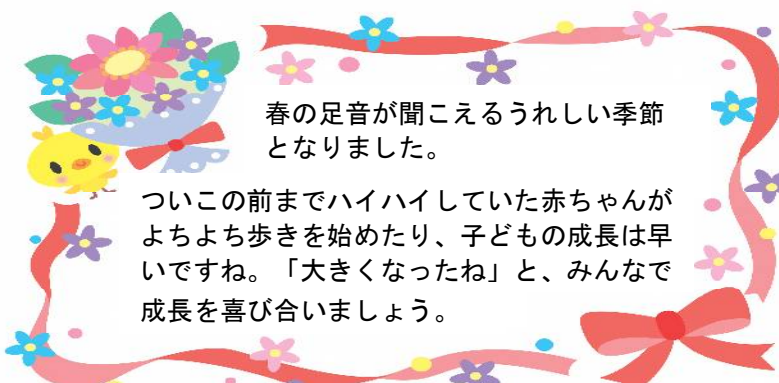 春の足音が聞こえるうれしい季節
となりました。
ついこの前までハイハイしていた赤ちゃんが
よちよち歩きを始めたり、子どもの成長は早
いですね。「大きくなったね」と、みんなで
成長を喜び合いましょう。